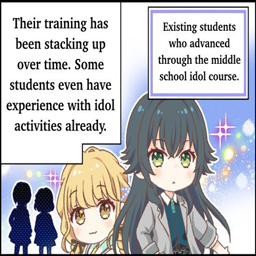 Their training has
been stacking up
over time. Some
students even have
experience with idol
activities already.
Existing students
who advanced
through the middle
school idol course.